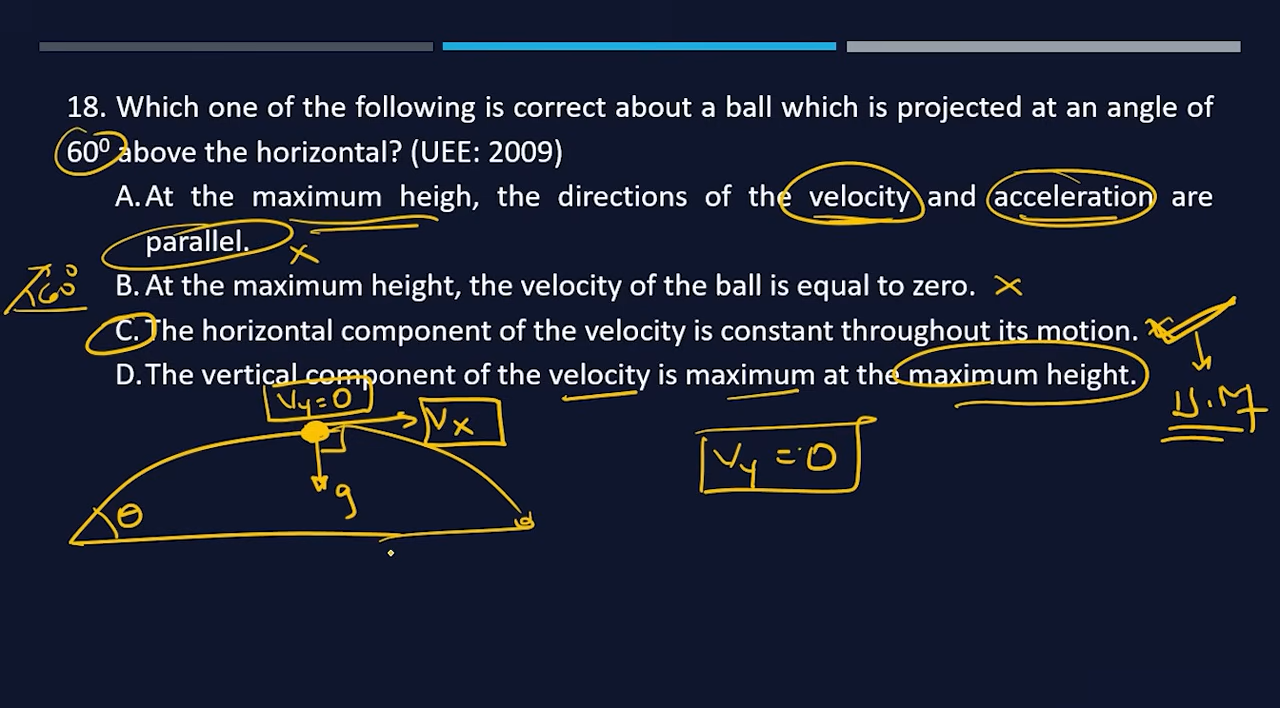 18. Which one of the following is correct about a ball which is projected at an angle of
60⁰ above the horizontal? (UEE: 2009)
A. At the maximum heigh, the directions of the velocity and acceleration are
parallel. ×
60°
B. At the maximum height, the velocity of the ball is equal to zero. ×
C. The horizontal component of the velocity is constant throughout its motion.
D. The vertical component of the velocity is maximum at the maximum height.
U.M
Vy=0
Vx
Vy = 0
g
θ